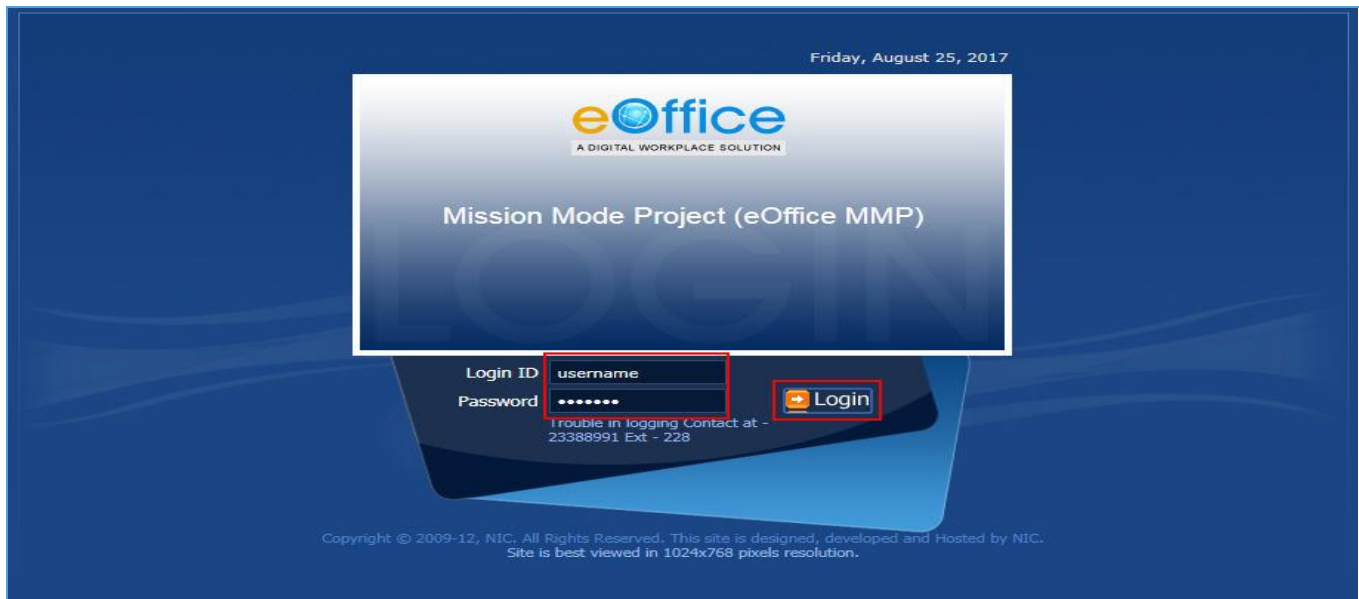 Friday, August 25, 2017
eOffice
A DIGITAL WORKPLACE SOLUTION
Mission Mode Project (eOffice MMP)
LOGIN
Login ID username
Password •••••••
Login
Trouble in logging Contact at -
23388991 Ext - 228
Copyright © 2009-12, NIC. All Rights Reserved. This site is designed, developed and Hosted by NIC.
Site is best viewed in 1024x768 pixels resolution.